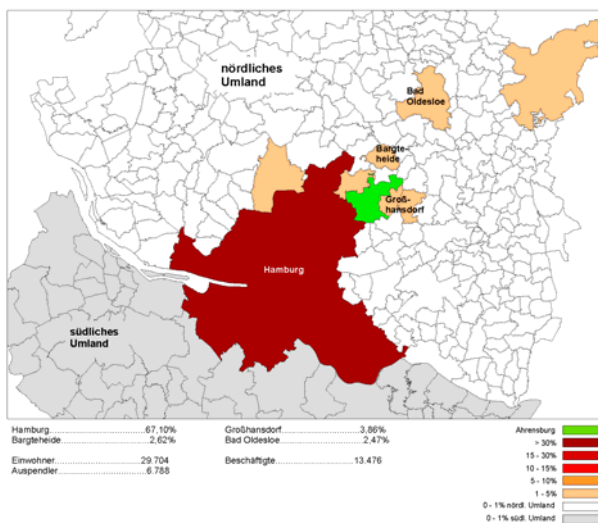 nördliches
Umland
Bad
Oldesloe
Bargte-
heide
Groß-
hansdorf
Hamburg
südliches
Umland
Hamburg..........................67,10%
Bargteheide.....................2,62%
Großhansdorf..........................3,86%
Bad Oldesloe..........................2,47%
Einwohner.......................29.704
Auspendler......................6.788
Beschäftigte..........................13.476
Ahrensburg
> 30%
15 - 30%
10 - 15%
5 - 10%
1 - 5%
0 - 1% nördl. Umland
0 - 1% südl. Umland